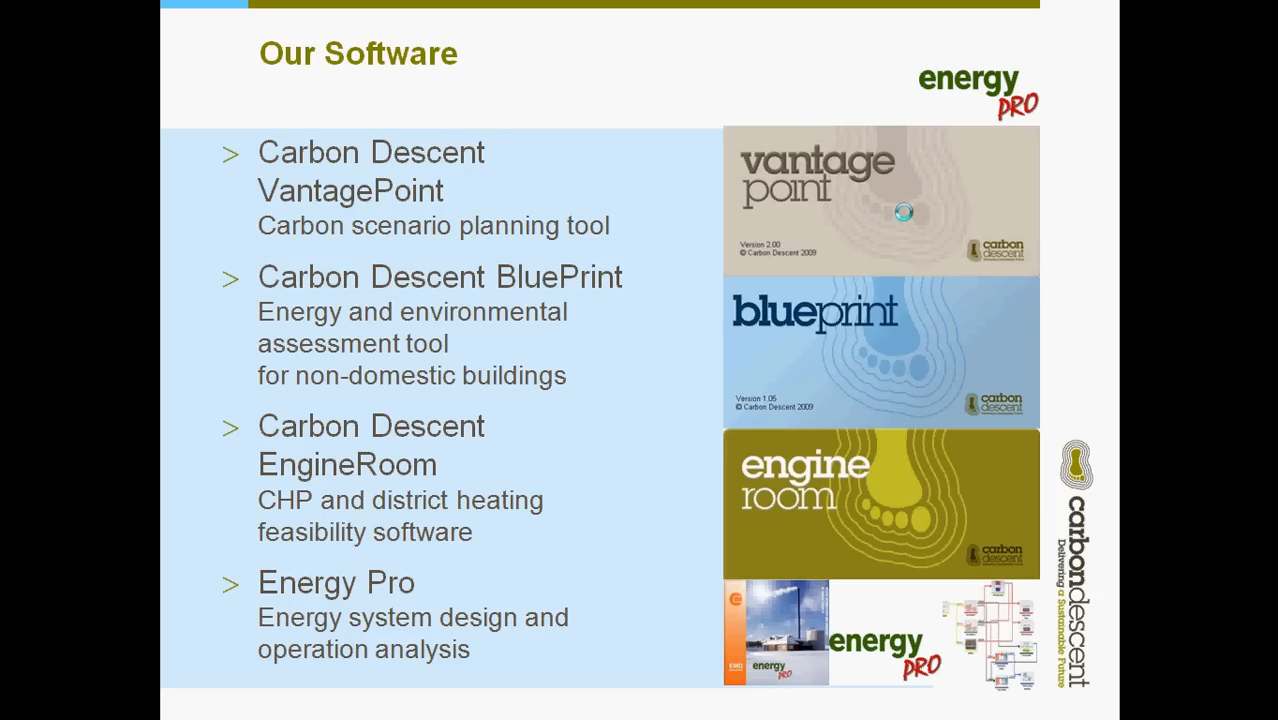 Our Software
energy
PRO
> Carbon Descent
VantagePoint
Carbon scenario planning tool
> Carbon Descent BluePrint
Energy and environmental
assessment tool
for non-domestic buildings
> Carbon Descent
EngineRoom
CHP and district heating
feasibility software
> Energy Pro
Energy system design and
operation analysis
vantage
point
Version 2.00
© Carbon Descent 2009
carbon
descent
blueprint
Version 1.05
© Carbon Descent 2009
carbon
descent
engine
room
carbon
descent
energy
PRO
energy
PRO
carbondescent
Delivering a Sustainable Future